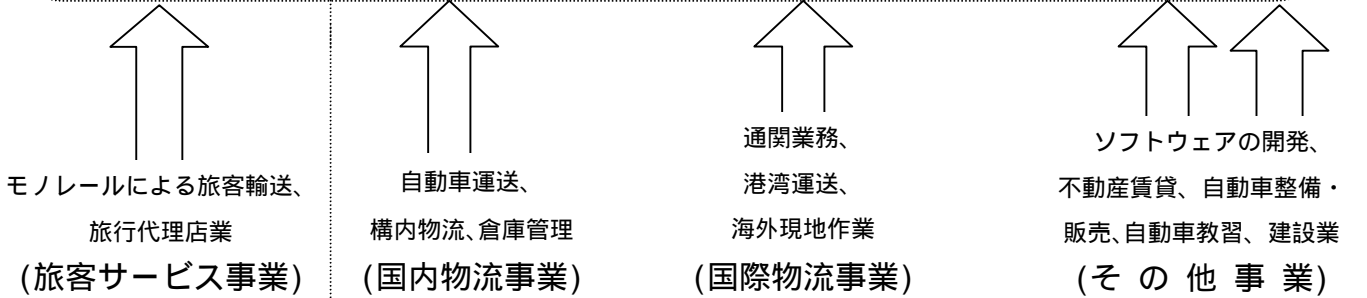 モノレールによる旅客輸送、
旅行代理店業
(旅客サービス事業)
自動車運送、
構内物流、倉庫管理
(国内物流事業)
通関業務、
港湾運送、
海外現地作業
(国際物流事業)
ソフトウェアの開発、
不動産賃貸、自動車整備・
販売、自動車教習、建設業
(そ の 他 事 業)